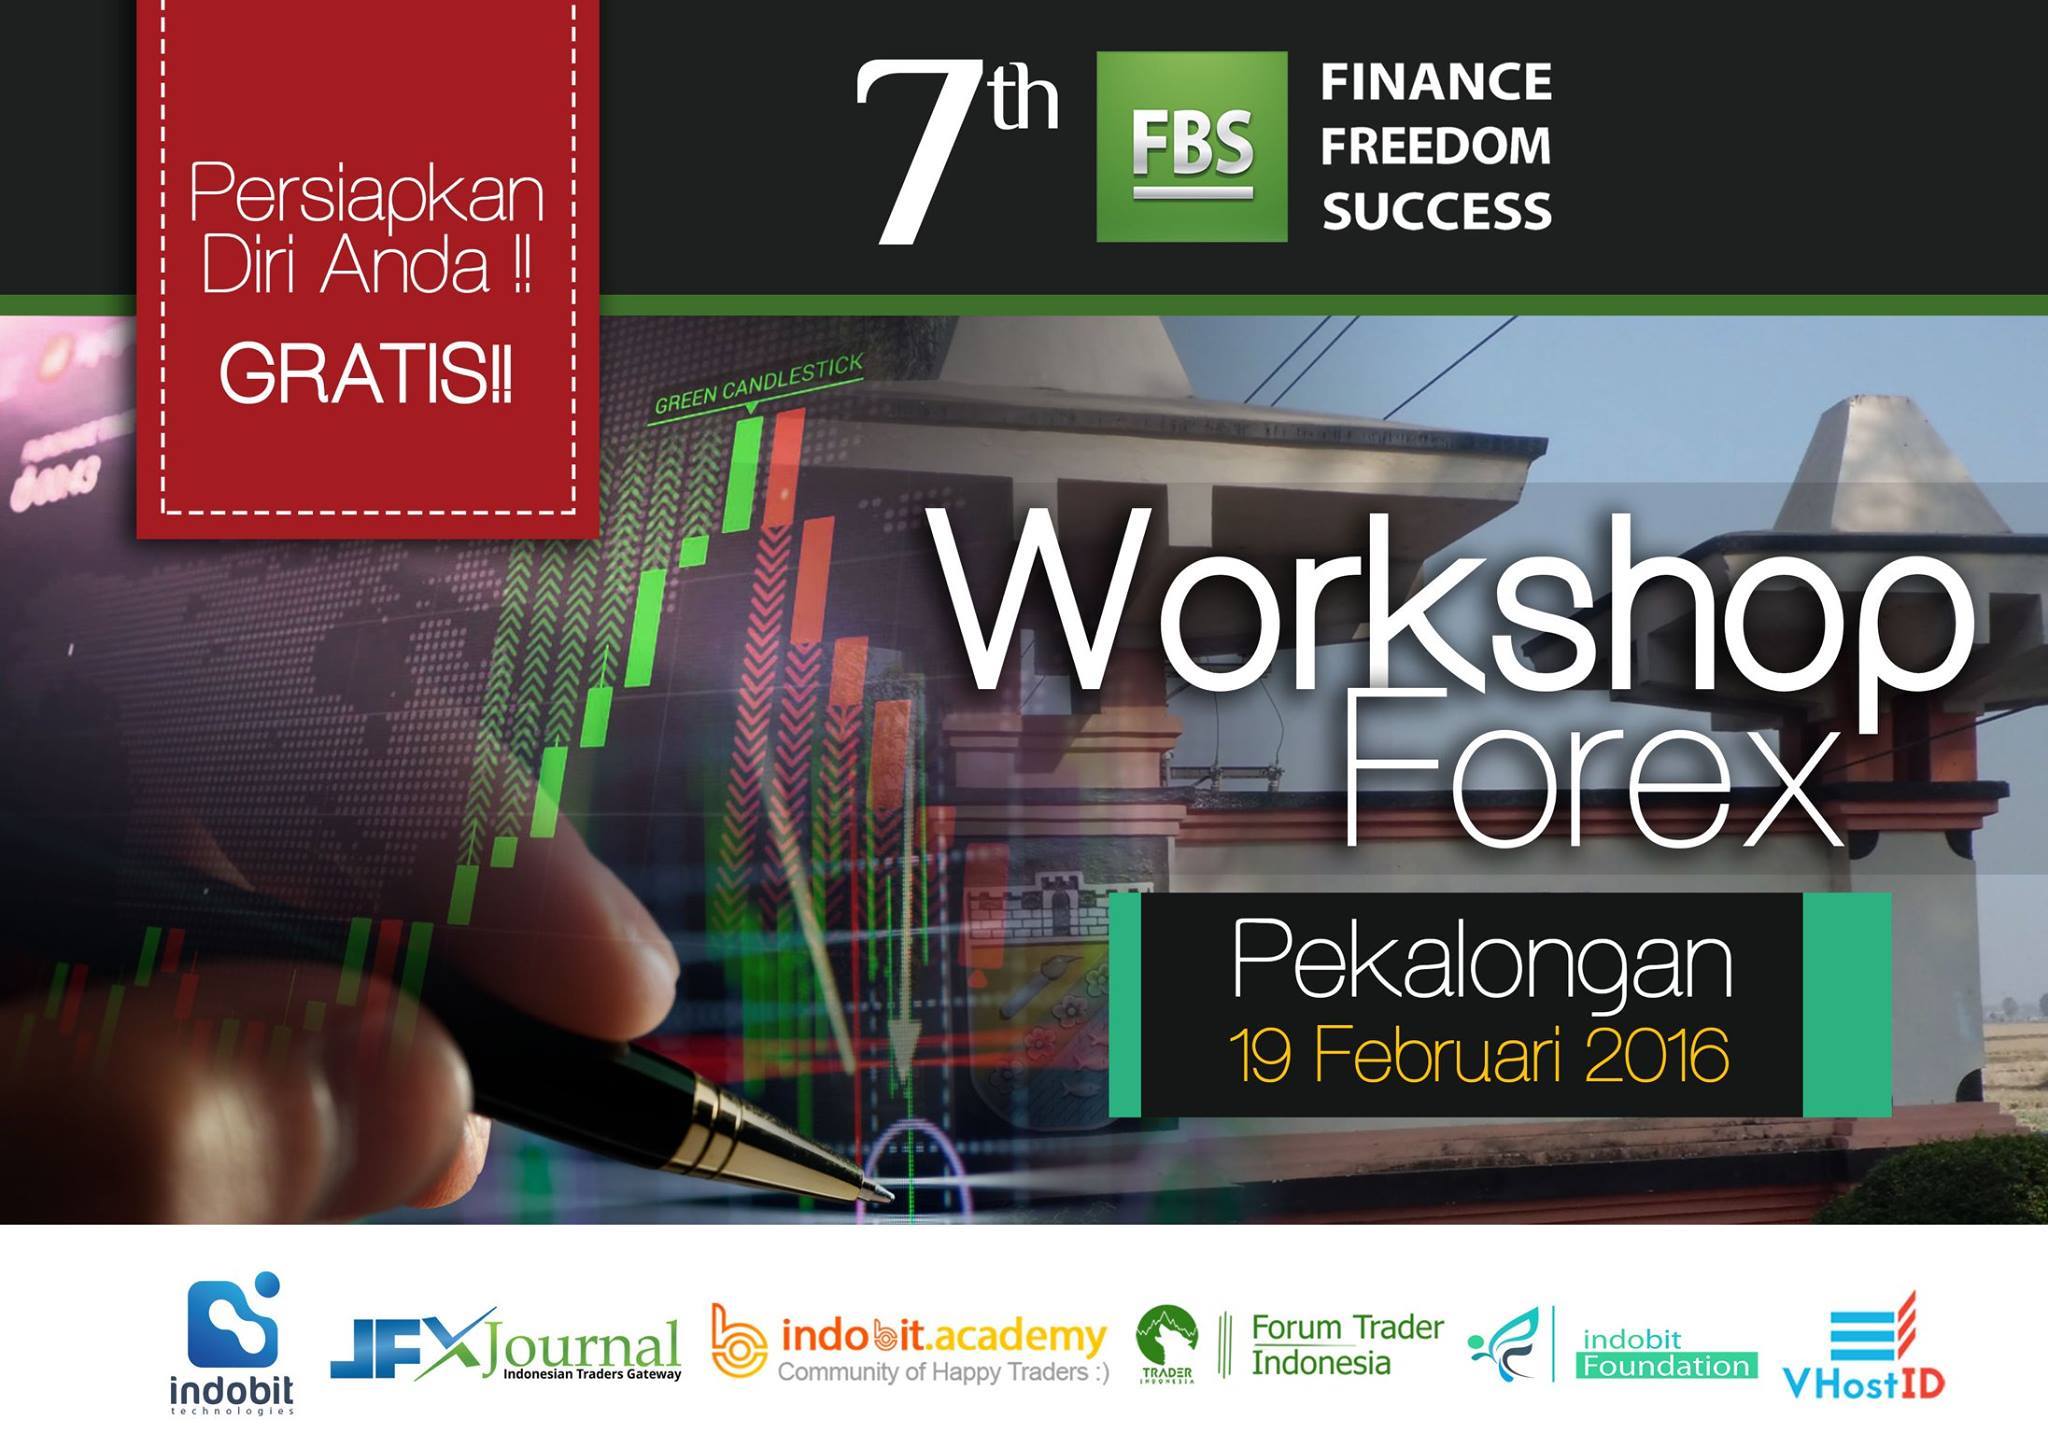 Persiapkan
Diri Anda !!
GRATIS!!
7th
FBS
FINANCE
FREEDOM
SUCCESS
GREEN CANDLESTICK
Workshop
Forex
Pekalongan
19 Februari 2016
indobit
technologies
JFX Journal
Indonesian Traders Gateway
indobit.academy
Community of Happy Traders :)
TRADER
INDONESIA
Forum Trader
Indonesia
indobit
Foundation
VHostID